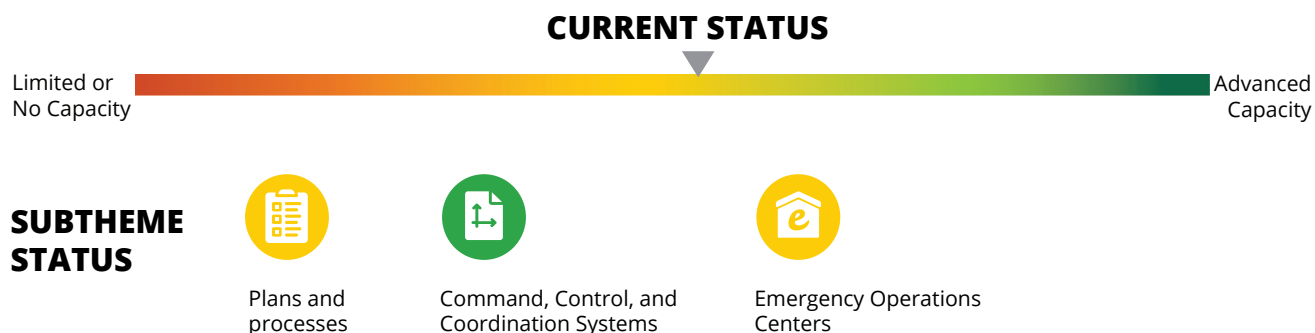 CURRENT STATUS
Limited or
No Capacity
Advanced
Capacity
SUBTHEME
STATUS
e
Plans and
processes
Command, Control, and
Coordination Systems
Emergency Operations
Centers